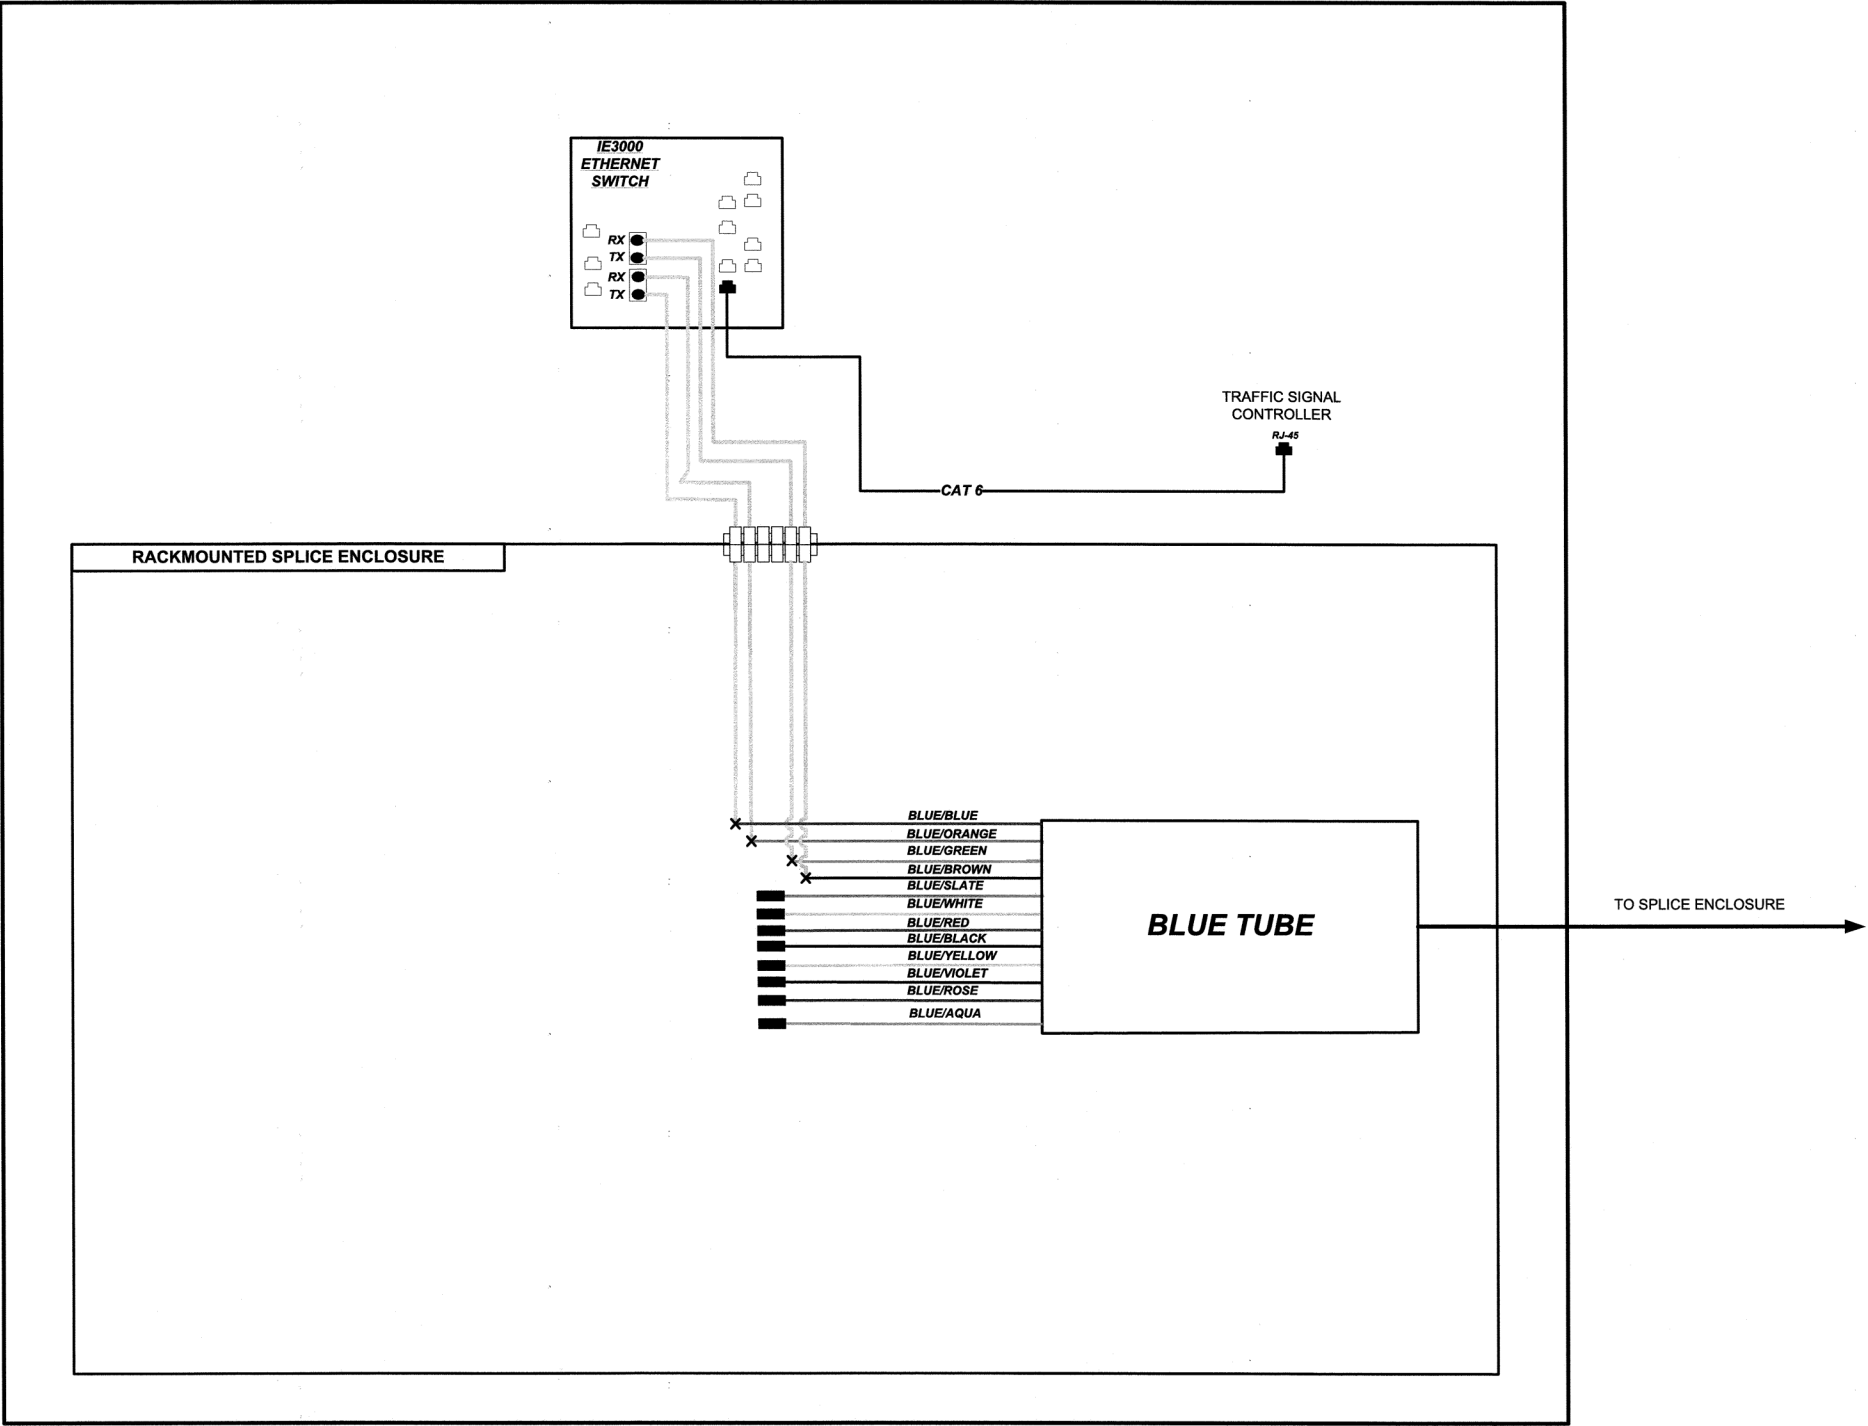 IE3000
ETHERNET
SWITCH
RX
TX
RX
TX
TRAFFIC SIGNAL
CONTROLLER
RJ-45
CAT 6
RACKMOUNTED SPLICE ENCLOSURE
BLUE/BLUE
BLUE/ORANGE
BLUE/GREEN
BLUE/BROWN
BLUE/SLATE
BLUE/WHITE
BLUE/RED
BLUE/BLACK
BLUE/YELLOW
BLUE/VIOLET
BLUE/ROSE
BLUE/AQUA
BLUE TUBE
TO SPLICE ENCLOSURE